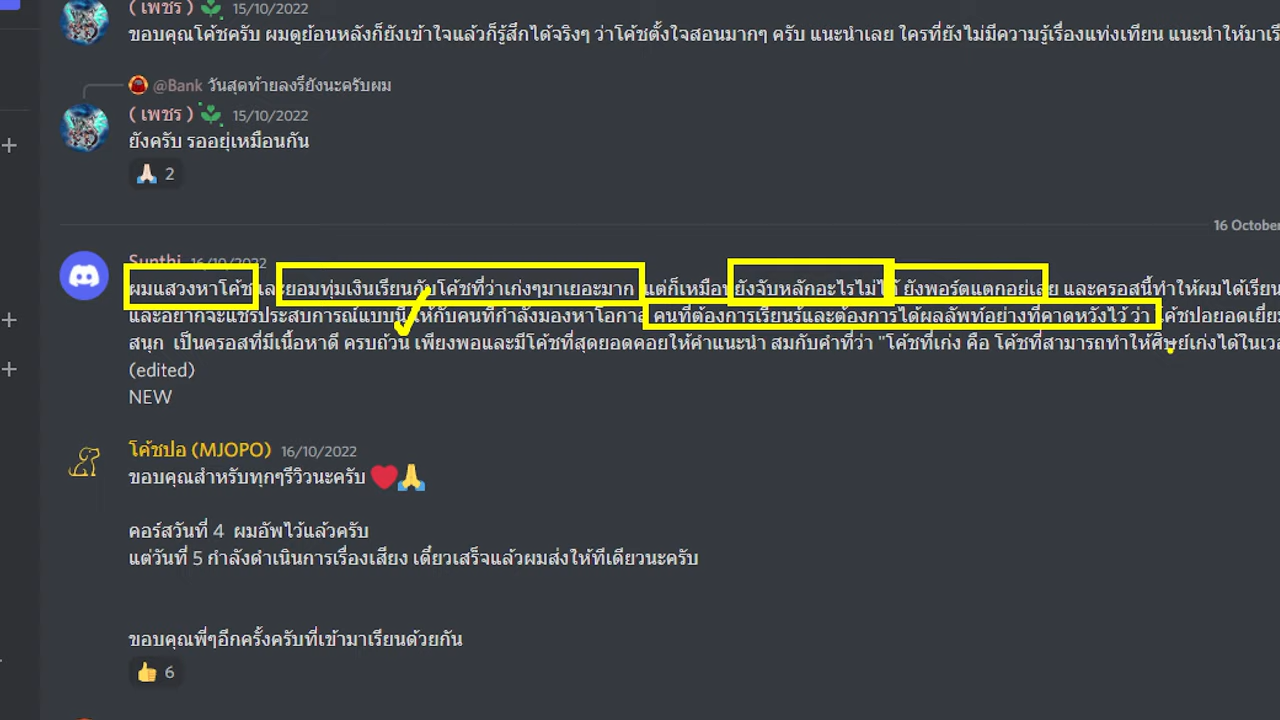 ( เพชร ) 15/10/2022
ขอบคุณโค้ชครับ ผมดูย้อนหลังก็ยังเข้าใจแล้วก็รู้สึกได้จริงๆ ว่าโค้ชตั้งใจสอนมากๆ ครับ แนะนำเลย ใครที่ยังไม่มีความรู้เรื่องแท่งเทียน แนะนำให้มาเรี
@Bank วันสุดท้ายลงรึ๋ยังนะครับผม
( เพชร ) 15/10/2022
ยังครับ รออยุ่เหมือนกัน
2
16 October
Sunthi 16/10/2022
ผมแสวงหาโค้ช และยอมทุ่มเงินเรียนกับโค้ชที่ว่าเก่งๆมาเยอะมาก แต่ก็เหมือนยังจับหลักอะไรไม่ได้ ยังพอร์ตแตกอย่เลย และครอสนี้ทำให้ผมได้เรียน
และอยากจะแชร์ประสบการณ์แบบนี้ ให้กับคนที่กำลังมองหาโอกาส คนที่ต้องการเรียนรู้และต้องการได้ผลลัพท์อย่างที่คาดหวังไว้ ว่า โค้ชปอยอดเยี่ย
สนุก เป็นครอสที่มีเนื้อหาดี ครบถ้วน เพียงพอและมีโค้ชที่สุดยอดคอยให้คำแนะนำ สมกับคำที่ว่า "โค้ชที่เก่ง คือ โค้ชที่สามารถทำให้ศิษย์เก่งได้ในเว
(edited)
NEW
โค้ชปอ (MJOPO) 16/10/2022
ขอบคุณสำหรับทุกๆรีวิวนะครับ ❤️🙏
คอร์สวันที่ 4 ผมอัพไว้แล้วครับ
แต่วันที่ 5 กำลังดำเนินการเรื่องเสียง เดี๋ยวเสร็จแล้วผมส่งให้ทีเดียวนะครับ
ขอบคุณพี่ๆอีกครั้งครับที่เข้ามาเรียนด้วยกัน
6